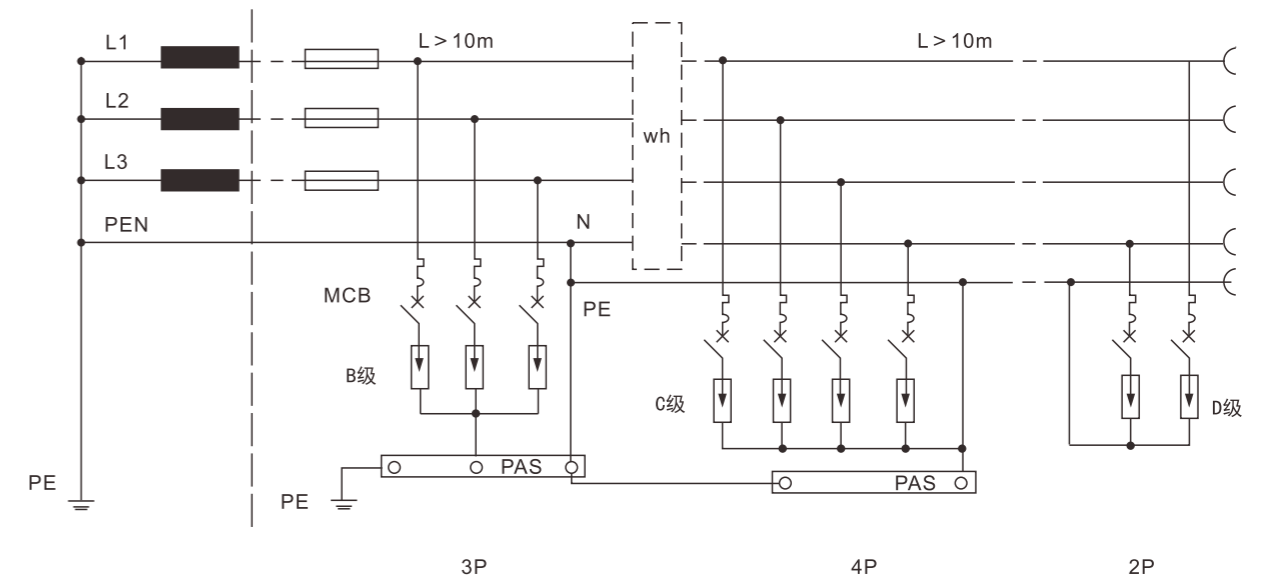 L1
L>10m
L>10m
L2
wh
L3
PEN
N
MCB
PE
B级
C级
D级
PAS
PE
PE
PAS
3P
4P
2P